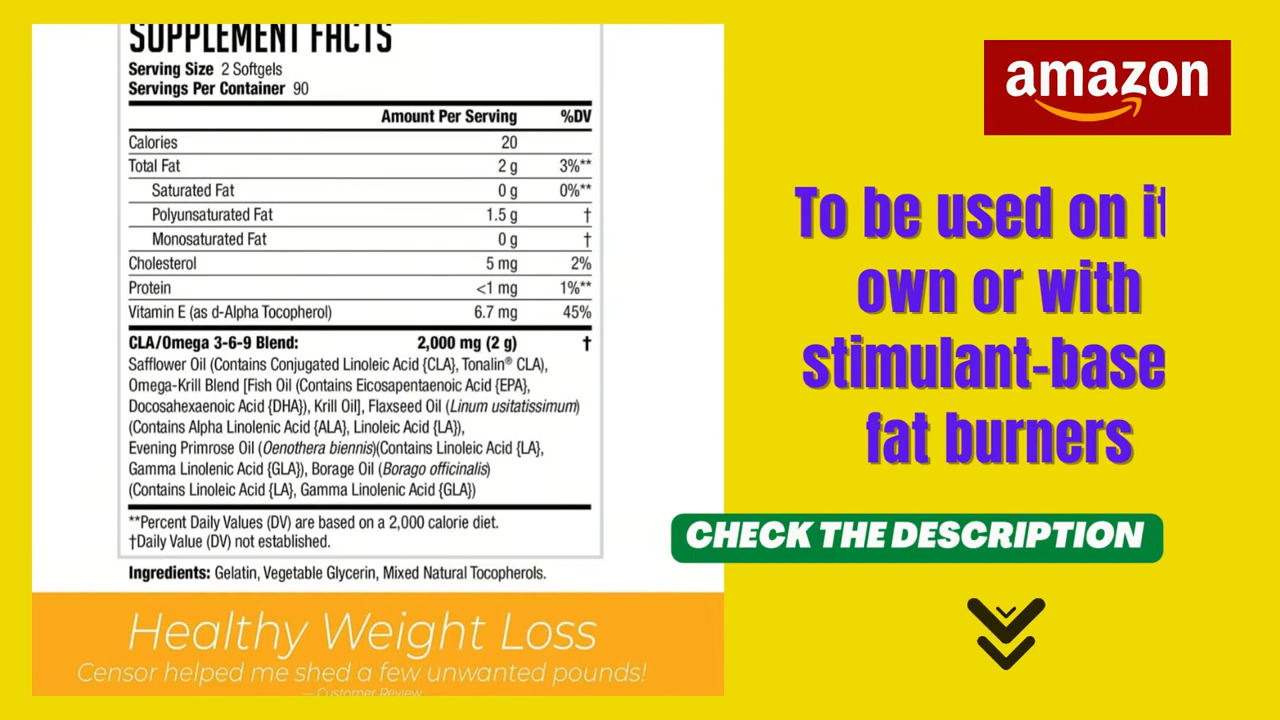 SUPPLEMENT FACTS
Serving Size 2 Softgels
Servings Per Container 90
Amount Per Serving %DV
Calories 20
Total Fat 2 g 3%**
Saturated Fat 0 g 0%**
Polyunsaturated Fat 1.5 g †
Monosaturated Fat 0 g †
Cholesterol 5 mg 2%
Protein <1 mg 1%**
Vitamin E (as d-Alpha Tocopherol) 6.7 mg 45%
CLA/Omega 3-6-9 Blend: 2,000 mg (2 g) †
Safflower Oil (Contains Conjugated Linoleic Acid {CLA}, Tonalin® CLA),
Omega-Krill Blend [Fish Oil (Contains Eicosapentaenoic Acid {EPA},
Docosahexaenoic Acid {DHA}), Krill Oil], Flaxseed Oil (Linum usitatissimum)
(Contains Alpha Linolenic Acid {ALA}, Linoleic Acid {LA}),
Evening Primrose Oil (Oenothera biennis)(Contains Linoleic Acid {LA},
Gamma Linolenic Acid {GLA}), Borage Oil (Borago officinalis)
(Contains Linoleic Acid {LA}, Gamma Linolenic Acid {GLA})
**Percent Daily Values (DV) are based on a 2,000 calorie diet.
†Daily Value (DV) not established.
Ingredients: Gelatin, Vegetable Glycerin, Mixed Natural Tocopherols.
Healthy Weight Loss
Censor helped me shed a few unwanted pounds!
— Customer Review
amazon
To be used on it
own or with
stimulant-base
fat burners
CHECK THE DESCRIPTION